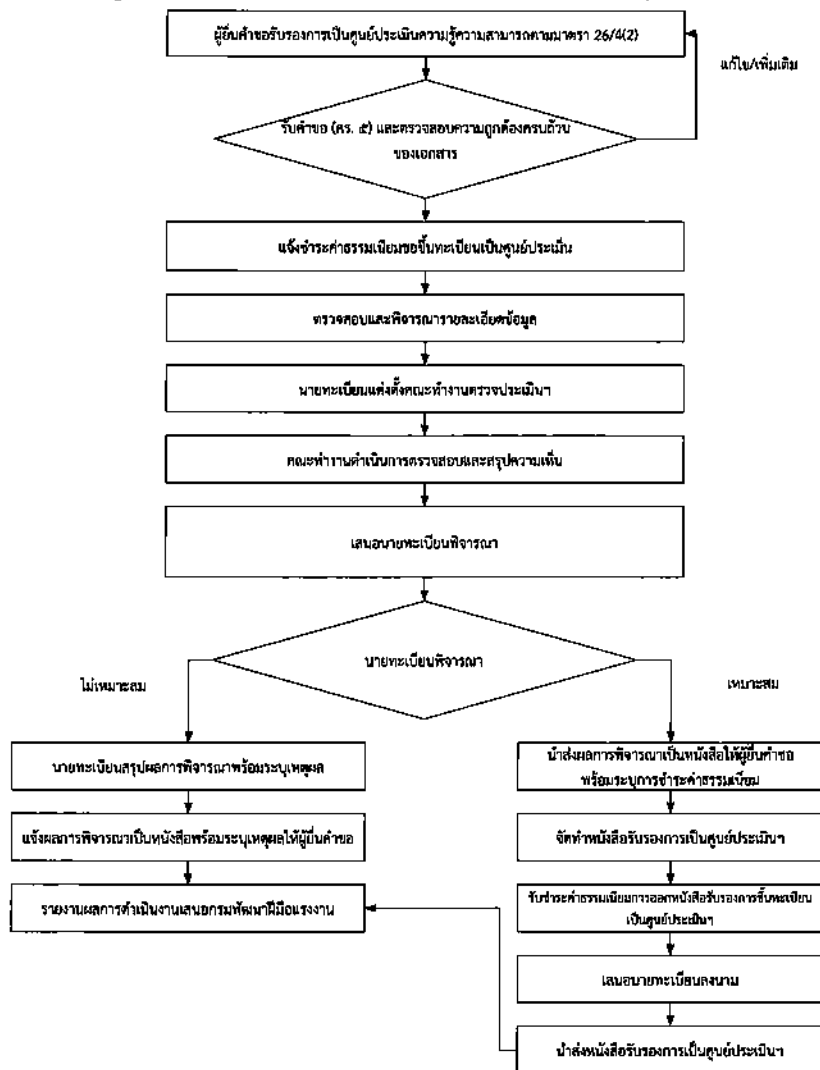 ผู้ยื่นคำขอรับรองการเป็นศูนย์ประเมินความรู้ความสามารถตามมาตรา 26/4(2)
แก้ไข/เพิ่มเติม
รับคำขอ (คร. ๕) และตรวจสอบความถูกต้องครบถ้วน
ของเอกสาร
แจ้งชำระค่าธรรมเนียมขอขึ้นทะเบียนเป็นศูนย์ประเมิน
ตรวจสอบและพิจารณารายละเอียดข้อมูล
นายทะเบียนแต่งตั้งคณะทำงานตรวจประเมินฯ
คณะทำงานดำเนินการตรวจสอบและสรุปความเห็น
เสนอนายทะเบียนพิจารณา
นายทะเบียนพิจารณา
ไม่เหมาะสม
เหมาะสม
นายทะเบียนสรุปผลการพิจารณาพร้อมระบุเหตุผล
นำส่งผลการพิจารณาเป็นหนังสือให้ผู้ยื่นคำขอ
พร้อมระบุการชำระค่าธรรมเนียม
แจ้งผลการพิจารณาเป็นหนังสือพร้อมระบุเหตุผลให้ผู้ยื่นคำขอ
จัดทำหนังสือรับรองการเป็นศูนย์ประเมินฯ
รายงานผลการดำเนินงานเสนอกรมพัฒนาฝีมือแรงงาน
รับชำระค่าธรรมเนียมการออกหนังสือรับรองการขึ้นทะเบียน
เป็นศูนย์ประเมินฯ
เสนอนายทะเบียนลงนาม
นำส่งหนังสือรับรองการเป็นศูนย์ประเมินฯ